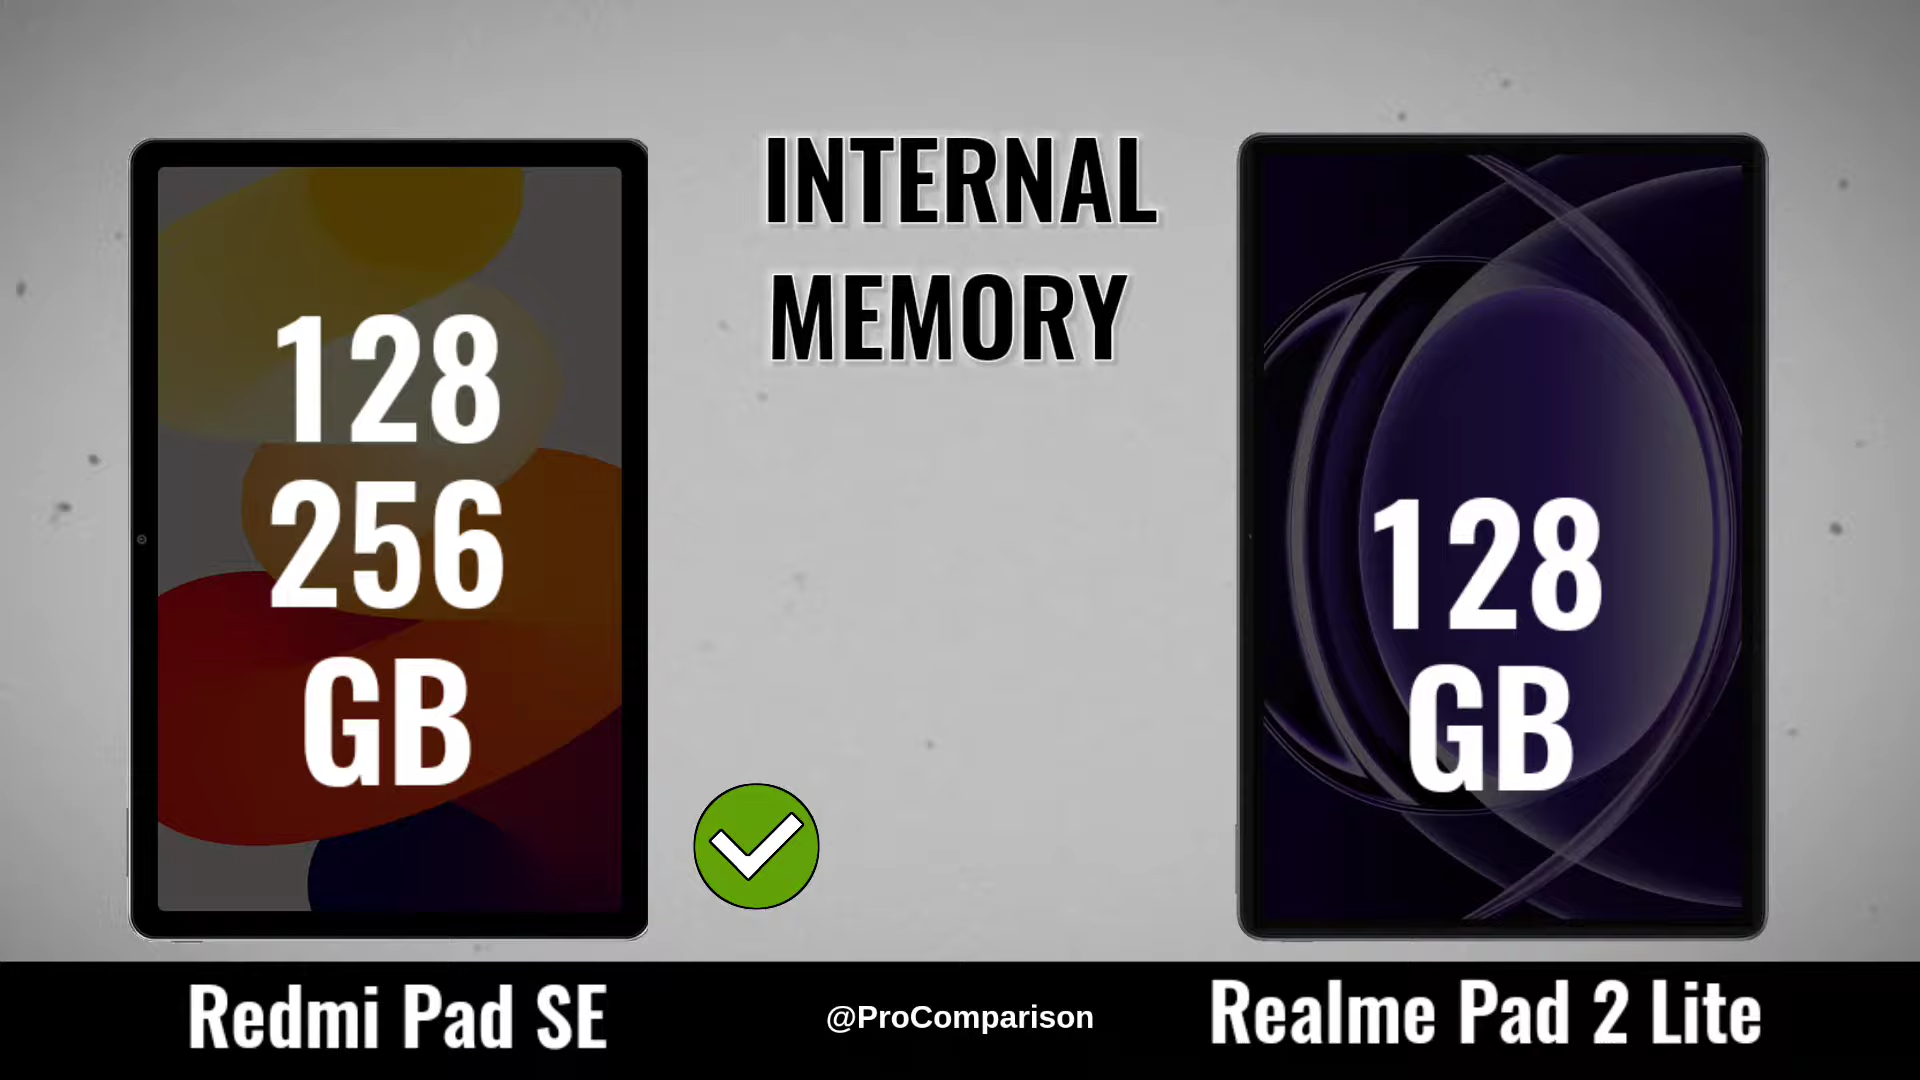 INTERNAL
MEMORY
128
256
GB
128
GB
Redmi Pad SE
@ProComparison
Realme Pad 2 Lite